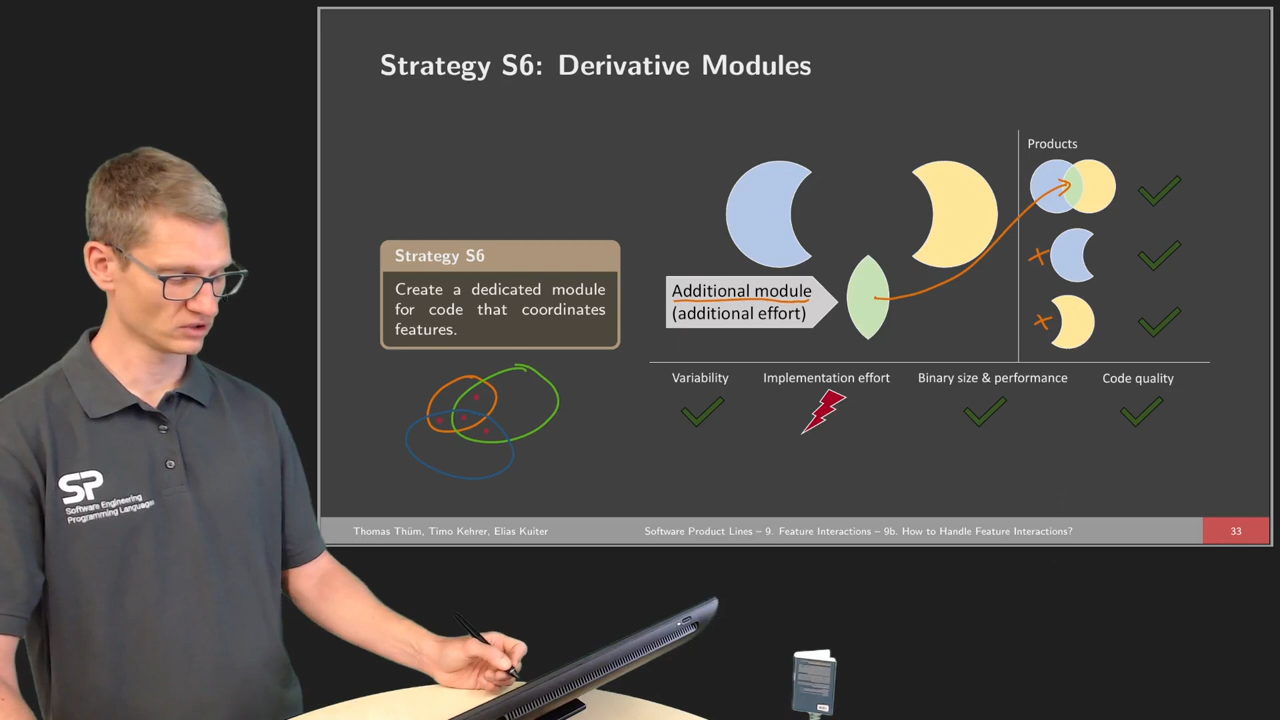 Strategy S6: Derivative Modules
Strategy S6
Create a dedicated module
for code that coordinates
features.
Additional module
(additional effort)
Products
Variability
Implementation effort
Binary size & performance
Code quality
Thomas Thüm, Timo Kehrer, Elias Kuiter
Software Product Lines – 9. Feature Interactions – 9b. How to Handle Feature Interactions?
33
SP
Software Engineering
Programming Languages